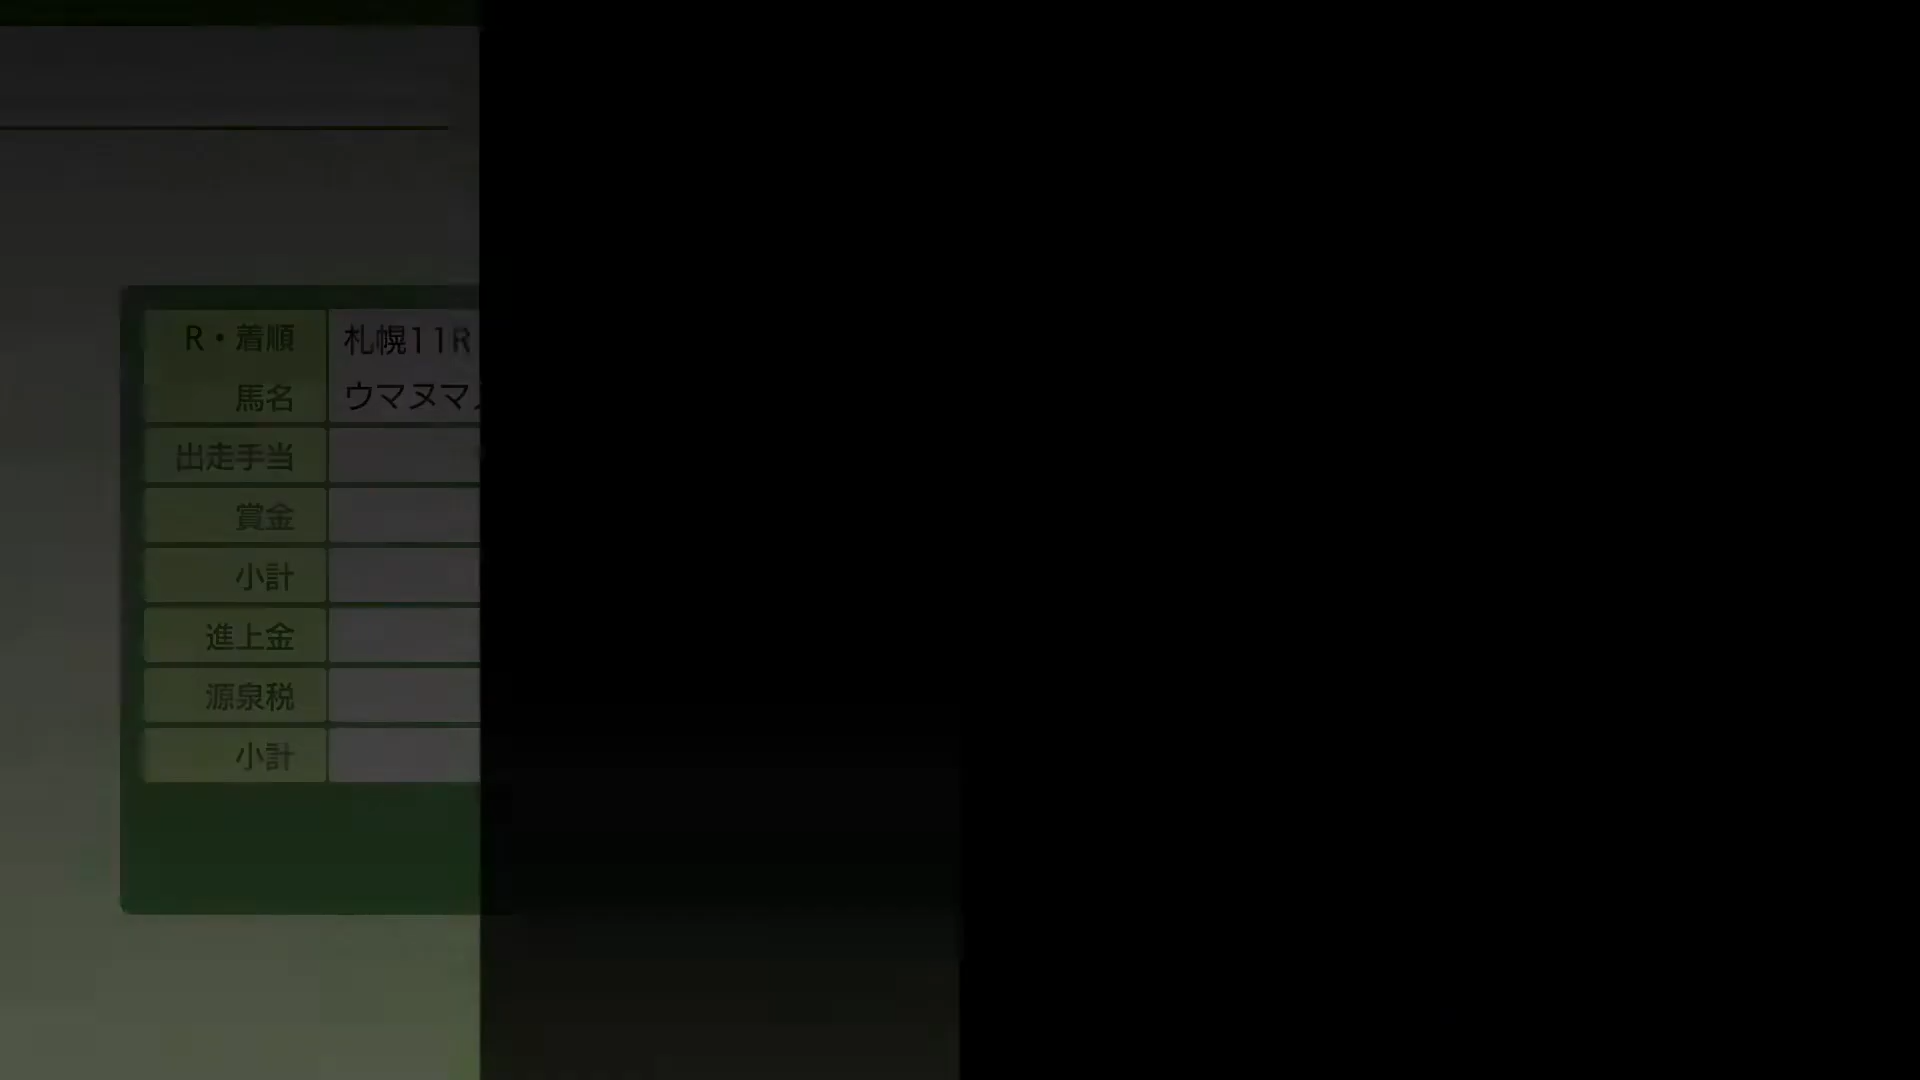 R・着順 札幌11R
馬名 ウマヌマ
出走手当
賞金
小計
進上金
源泉税
小計